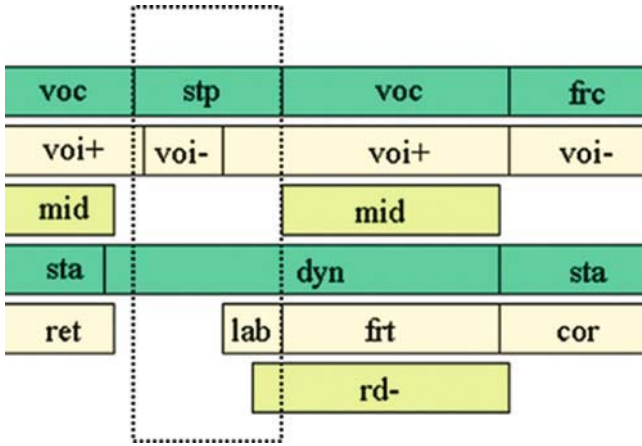 voc stp voc frc
voi+ voi- voi+ voi-
mid mid
sta dyn sta
ret lab frt cor
rd-